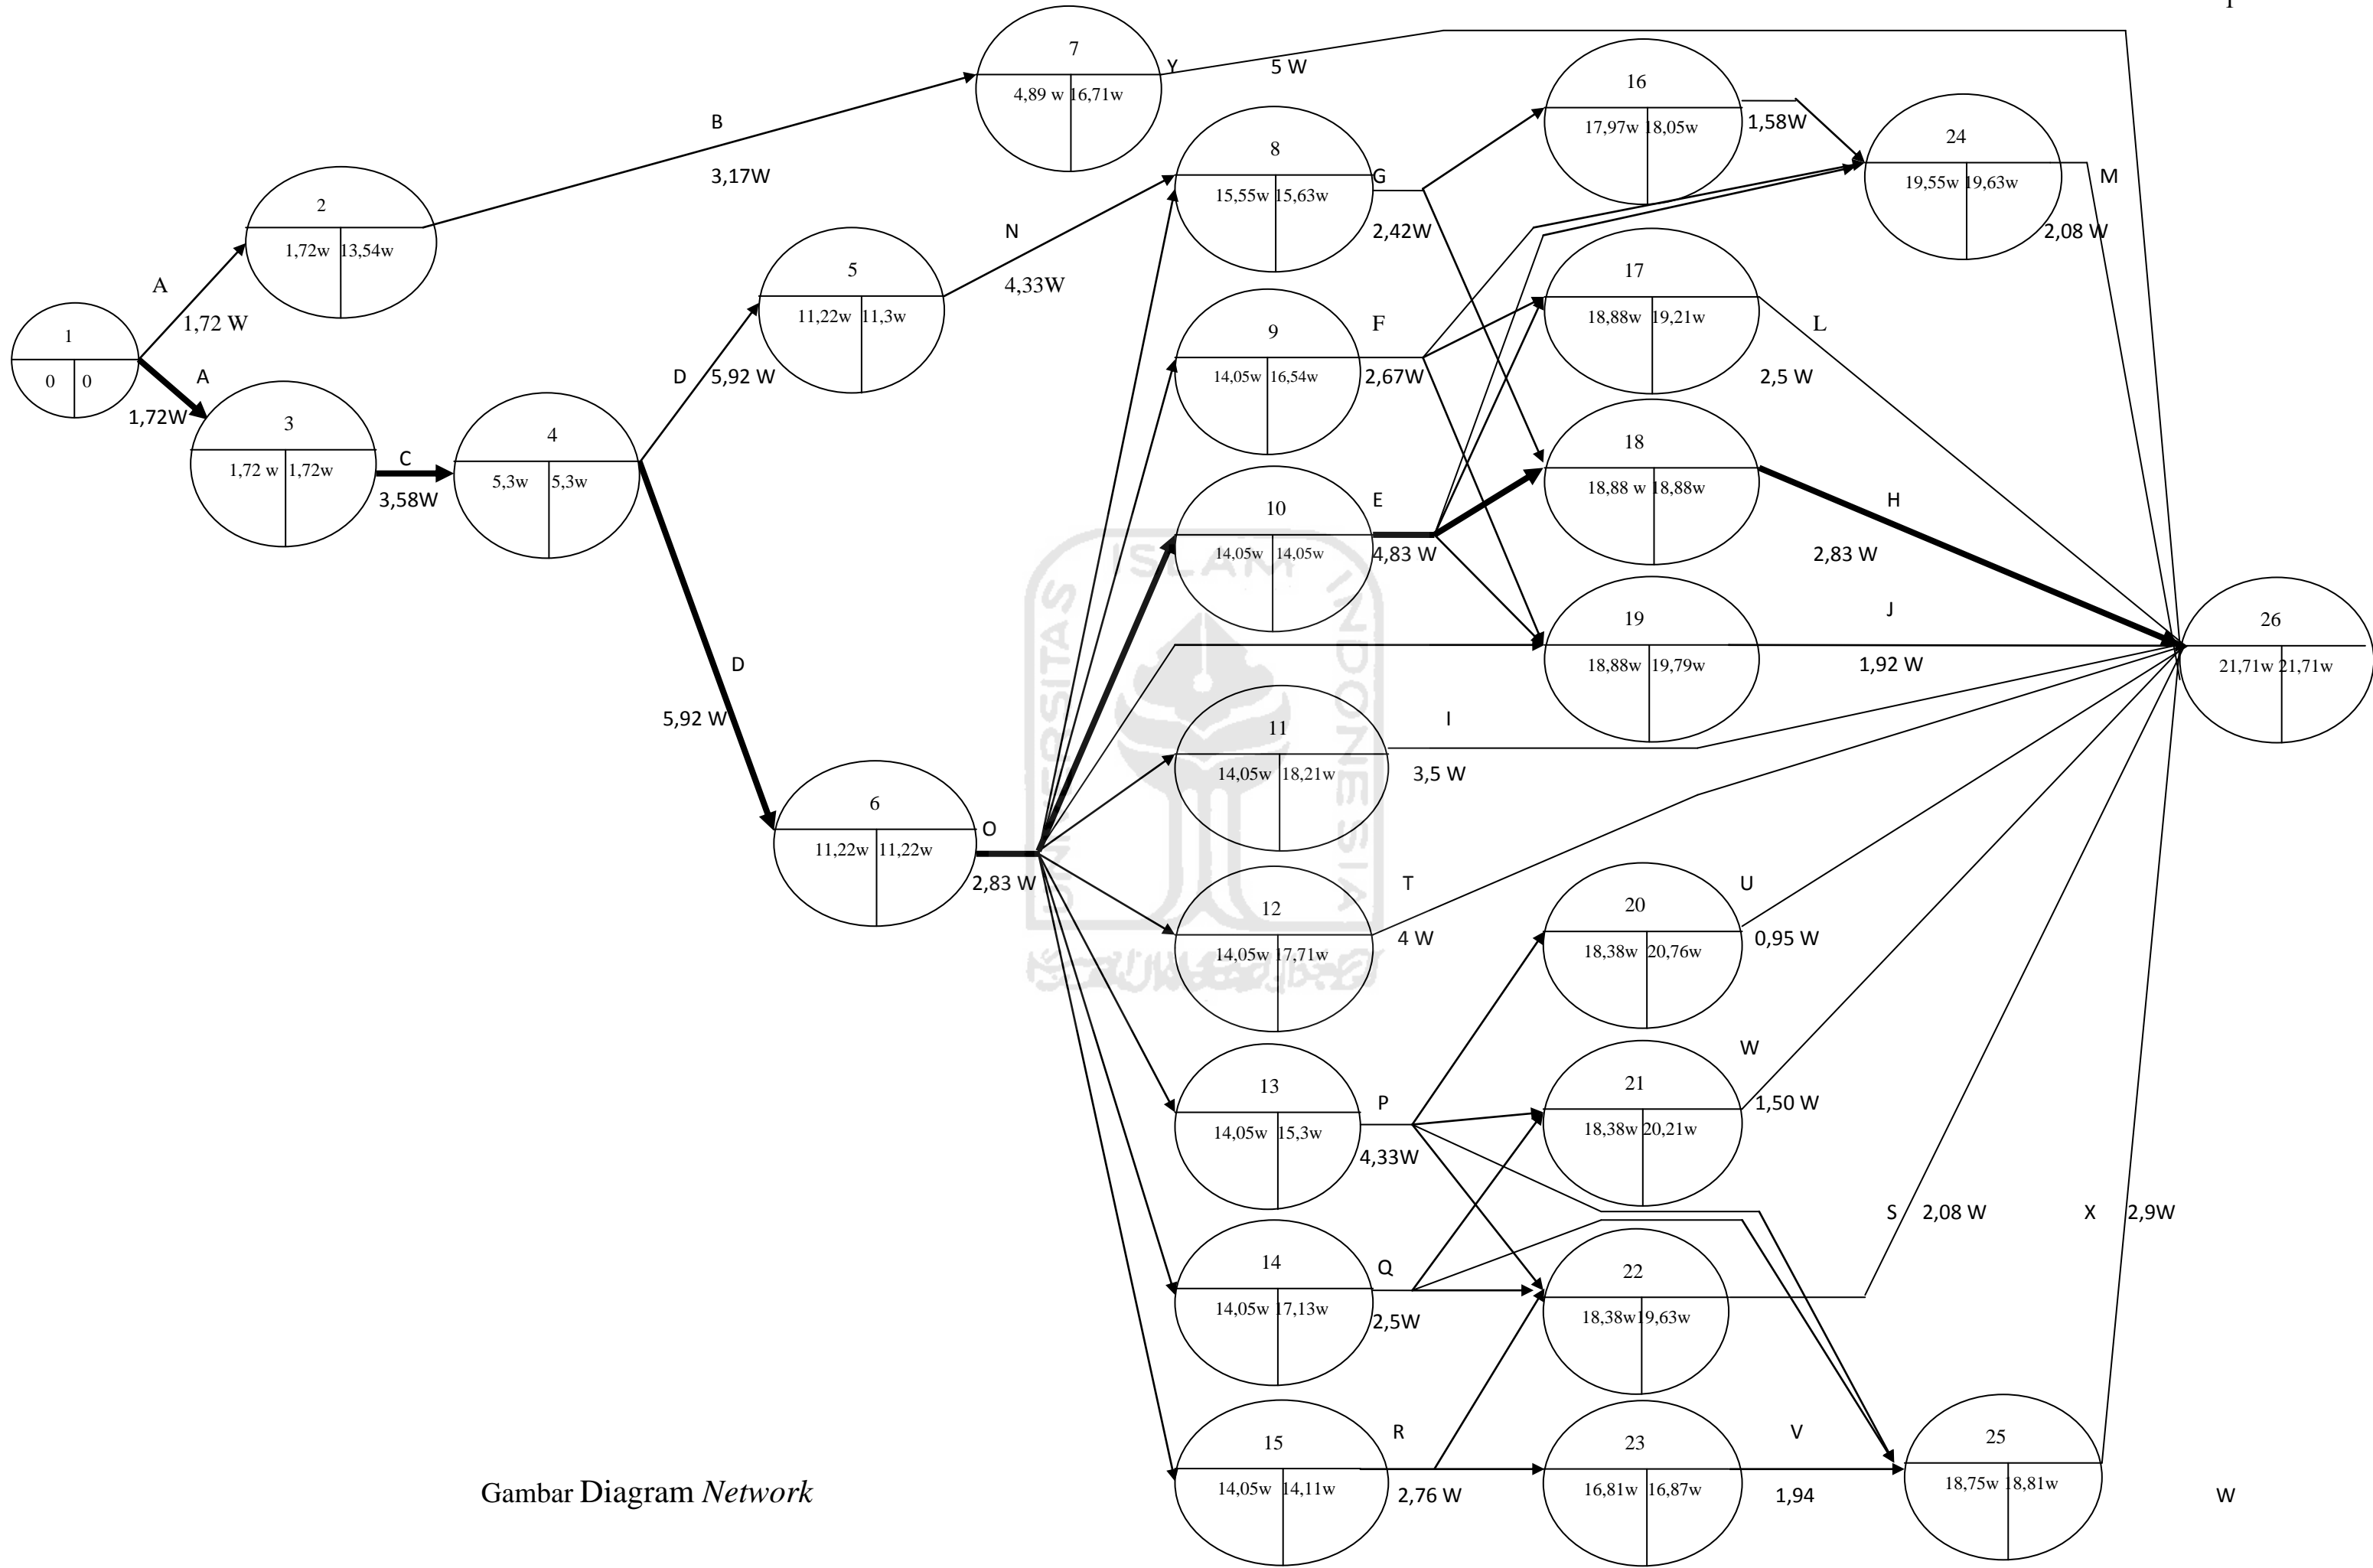 1
7
4,89 w 16,71w
Y
5 W
16
17,97w 18,05w
1,58W
24
19,55w 19,63w
M
2,08 W
B
3,17W
8
15,55w 15,63w
G
2,42W
2
1,72w 13,54w
N
4,33W
5
11,22w 11,3w
17
18,88w 19,21w
L
2,5 W
A
1,72 W
1
0 0
A
1,72W
9
14,05w 16,54w
F
2,67W
D 5,92 W
3
1,72 w 1,72w
C
3,58W
4
5,3w 5,3w
18
18,88 w 18,88w
H
2,83 W
10
14,05w 14,05w
E
4,83 W
ISLAM
UNIVERSITAS
INDONESIA
19
18,88w 19,79w
J
1,92 W
26
21,71w 21,71w
D
5,92 W
11
14,05w 18,21w
I
3,5 W
6
11,22w 11,22w
O
2,83 W
12
14,05w 17,71w
T
4 W
20
18,38w 20,76w
U
0,95 W
13
14,05w 15,3w
P
4,33W
21
18,38w 20,21w
W
1,50 W
14
14,05w 17,13w
Q
2,5W
22
18,38w 19,63w
S 2,08 W
X 2,9W
15
14,05w 14,11w
R
2,76 W
23
16,81w 16,87w
V
1,94
25
18,75w 18,81w
W
Gambar Diagram Network